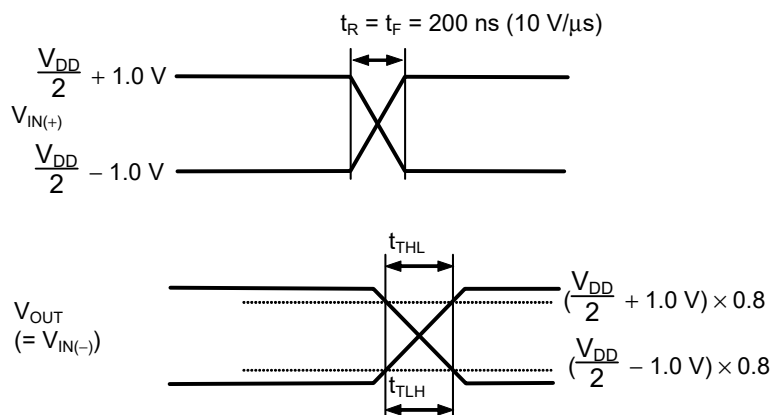 t_R = t_F = 200 ns (10 V/μs)
V_DD/2 + 1.0 V
V_IN(+)
V_DD/2 − 1.0 V
t_THL
(V_DD/2 + 1.0 V) × 0.8
V_OUT
(= V_IN(−))
(V_DD/2 − 1.0 V) × 0.8
t_TLH